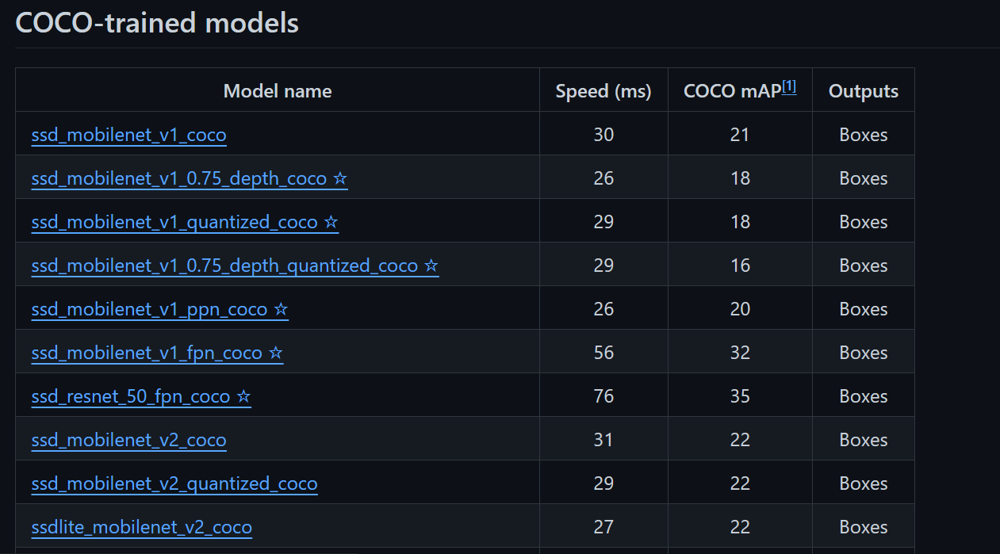 COCO-trained models
Model name Speed (ms) COCO mAP[1] Outputs
ssd_mobilenet_v1_coco 30 21 Boxes
ssd_mobilenet_v1_0.75_depth_coco ☆ 26 18 Boxes
ssd_mobilenet_v1_quantized_coco ☆ 29 18 Boxes
ssd_mobilenet_v1_0.75_depth_quantized_coco ☆ 29 16 Boxes
ssd_mobilenet_v1_ppn_coco ☆ 26 20 Boxes
ssd_mobilenet_v1_fpn_coco ☆ 56 32 Boxes
ssd_resnet_50_fpn_coco ☆ 76 35 Boxes
ssd_mobilenet_v2_coco 31 22 Boxes
ssd_mobilenet_v2_quantized_coco 29 22 Boxes
ssdlite_mobilenet_v2_coco 27 22 Boxes